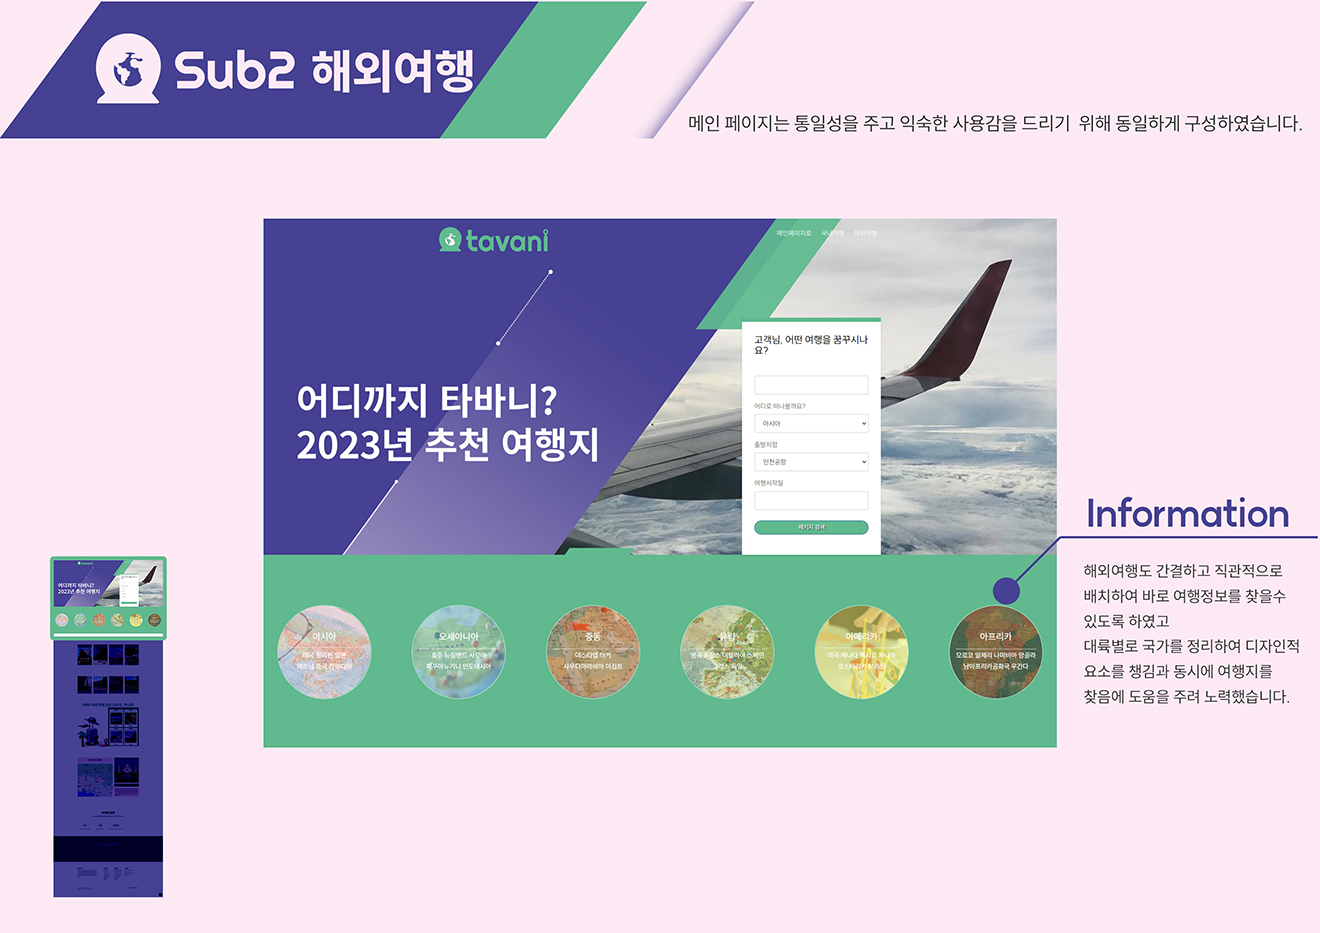 Sub2 해외여행
메인 페이지는 통일성을 주고 익숙한 사용감을 드리기 위해 동일하게 구성하였습니다.
tavani
메인페이지로 국내여행 해외여행
고객님, 어떤 여행을 꿈꾸시나
요?
어디로 떠나볼까요?
아시아
출발지점
인천공항
여행시작일
패키지 검색
어디까지 타바니?
2023년 추천 여행지
Information
해외여행도 간결하고 직관적으로
배치하여 바로 여행정보를 찾을수
있도록 하였고
대륙별로 국가를 정리하여 디자인적
요소를 챙김과 동시에 여행지를
찾음에 도움을 주려 노력했습니다.
아시아
태국 필리핀 일본
베트남 중국 캄보디아
오세아니아
호주 뉴질랜드 사모아
파푸아뉴기니 인도네시아
중동
이스라엘 터키
사우디아라비아 이집트
유럽
영국 프랑스 이탈리아 스페인
그리스 독일
아메리카
미국 캐나다 멕시코
코스타리카 브라질
아프리카
모로코 알제리 나미비아 앙골라
남아프리카공화국 우간다
tavani
어디까지 타바니?
2023년 추천 여행지